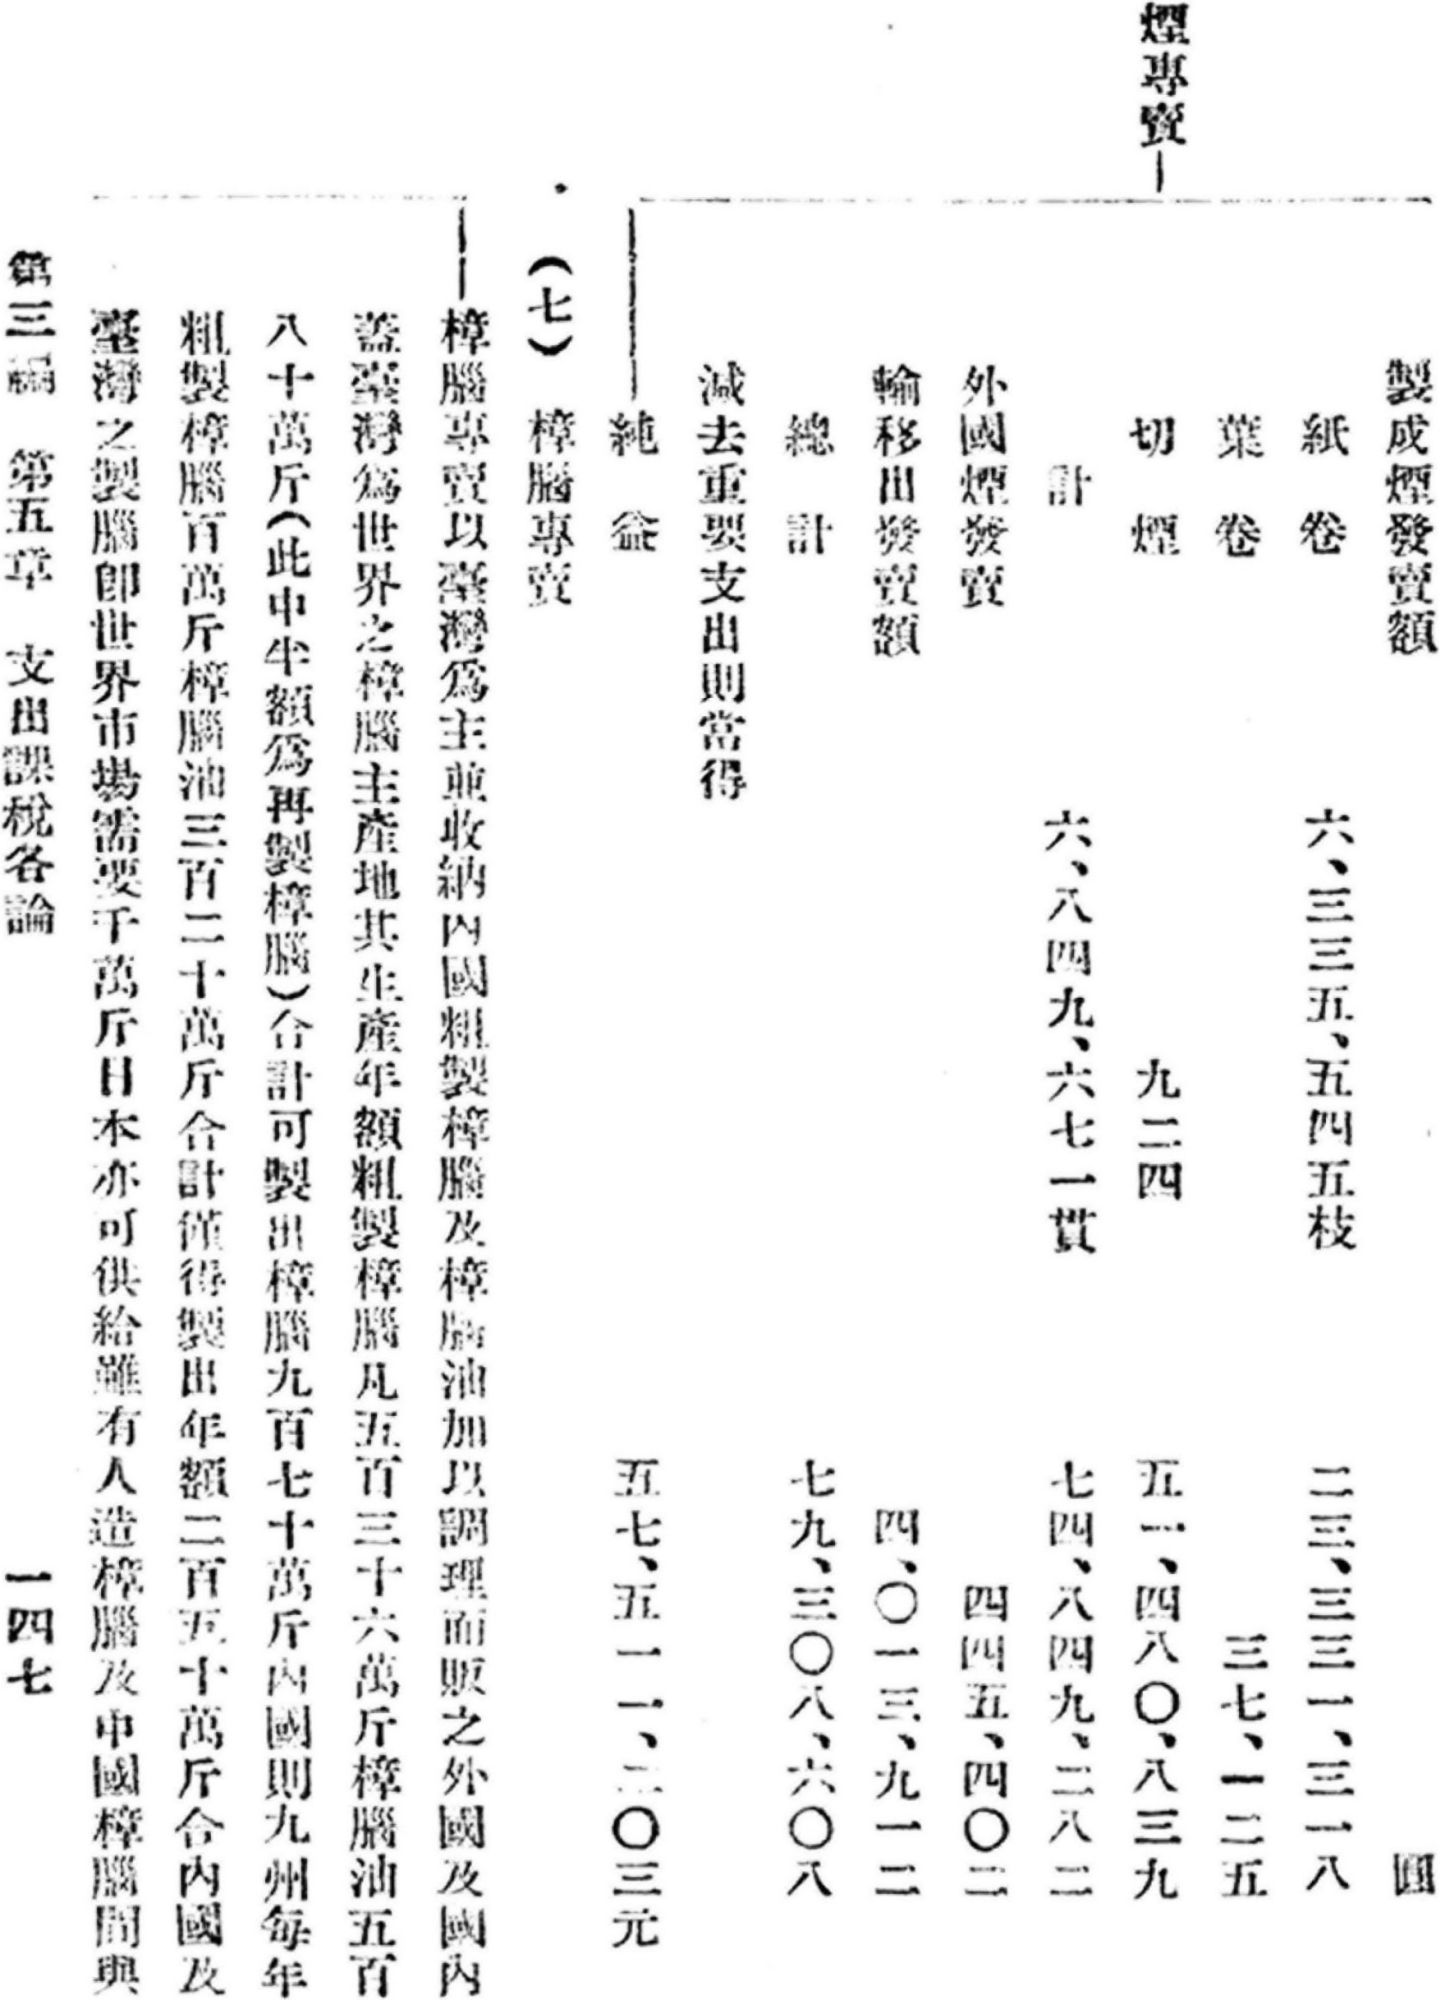 煙專賣
製成煙發賣額　圓
紙卷　六、三三五、五四五枝　二三、三三一、三一八
葉卷　三七、一二五
切煙　九二四　五一、四八〇、八三九
計　六、八四九、六七一貫　七四、八四九、二八二
外國煙發賣　四四五、四〇二
輸移出發賣額　四、〇一三、九一二
總計　七九、三〇八、六〇八
減去重要支出則當得
純益　五七、五一一、二〇三元
(七)　樟腦專賣
樟腦專賣以臺灣爲主並收納內國粗製樟腦及樟腦油加以調理而販之外國及國內
蓋臺灣爲世界之樟腦主產地其生產年額粗製樟腦凡五百三十六萬斤樟腦油五百
八十萬斤(此中半額爲再製樟腦)合計可製出樟腦九百七十萬斤內國則九州每年
粗製樟腦百萬斤樟腦油三百二十萬斤合計僅得製出年額二百五十萬斤合內國及
臺灣之製腦卽世界市場需要千萬斤日本亦可供給雖有人造樟腦及中國樟腦間與
第三編　第五章　支出課稅各論　一四七